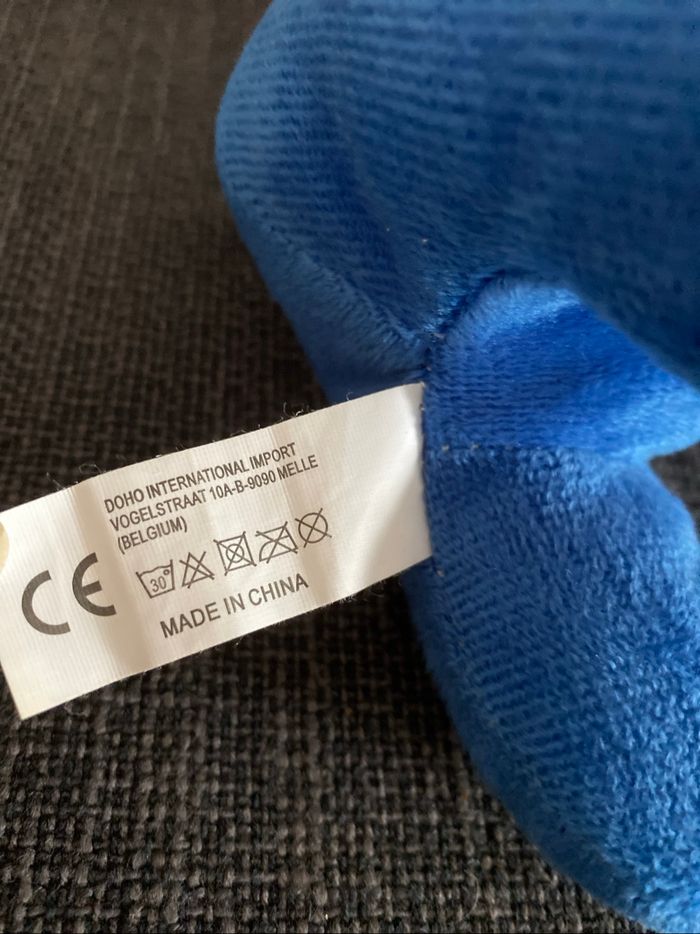 DOHO INTERNATIONAL IMPORT
VOGELSTRAAT 10A-B-9090 MELLE
(BELGIUM)
CE
30°
MADE IN CHINA